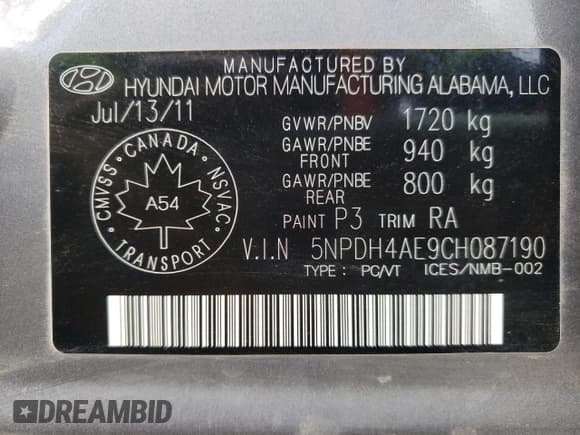 MANUFACTURED BY
HYUNDAI MOTOR MANUFACTURING ALABAMA, LLC
Jul/13/11
GVWR/PNBV 1720 kg
GAWR/PNBE FRONT 940 kg
GAWR/PNBE REAR 800 kg
PAINT P3 TRIM RA
CMVSS • CANADA • NSVAC •
A54
V.I.N 5NPDH4AE9CH087190
TYPE: PC/VT ICES/NMB-002
DREAMBID